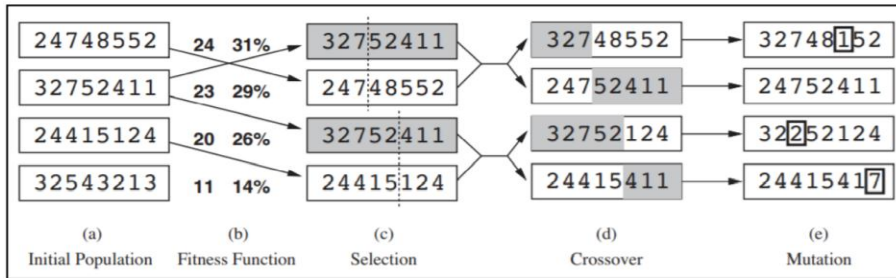 24748552 24 31% 32752411 32748552 32748152
32752411 23 29% 24748552 24752411 24752411
24415124 20 26% 32752411 32752124 32252124
32543213 11 14% 24415124 24415411 24415417
(a) (b) (c) (d) (e)
Initial Population Fitness Function Selection Crossover Mutation